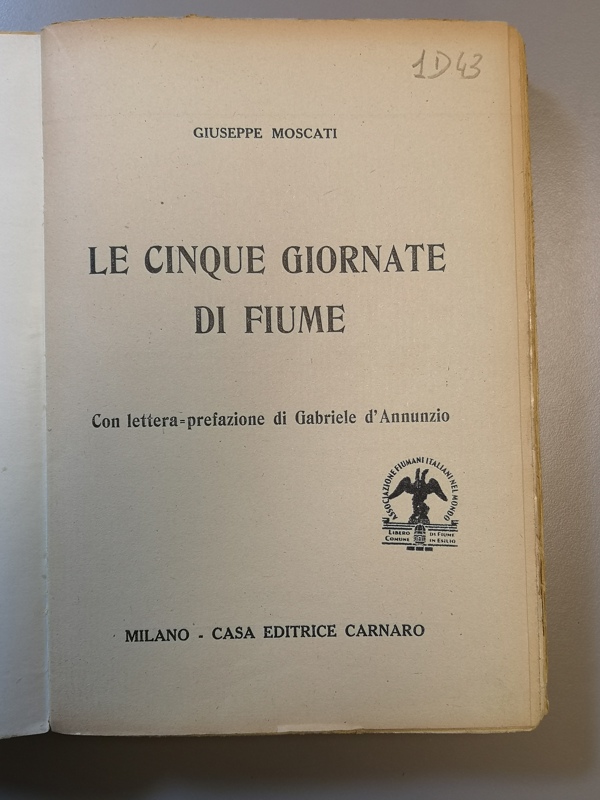 1D43
GIUSEPPE MOSCATI
LE CINQUE GIORNATE
DI FIUME
Con lettera=prefazione di Gabriele d'Annunzio
ASSOCIAZIONE FIUMANI ITALIANI NEL MONDO
LIBERO COMUNE
DI FIUME IN ESILIO
MILANO - CASA EDITRICE CARNARO